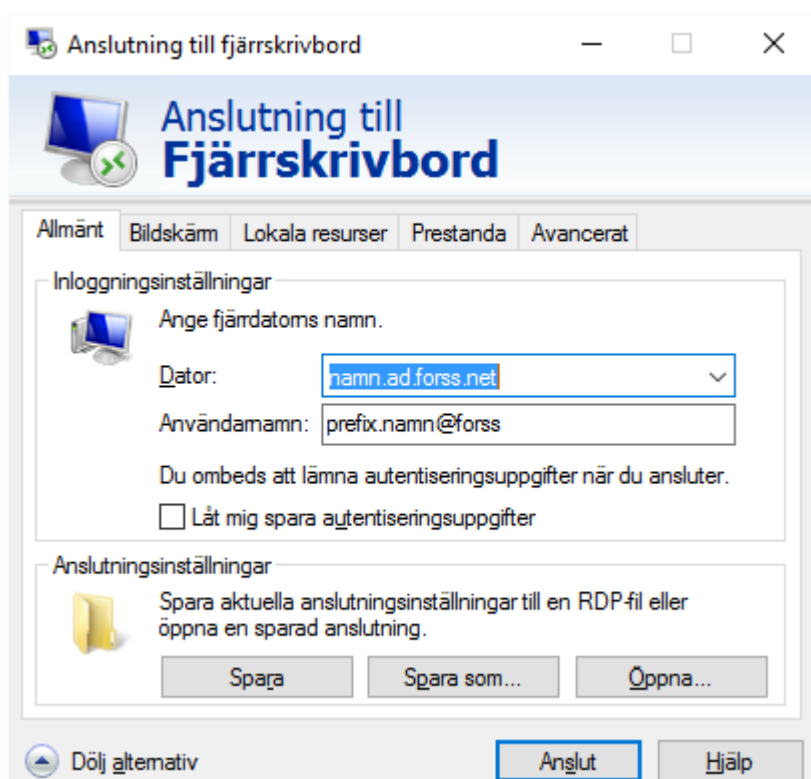 Anslutning till fjärrskrivbord
Anslutning till
Fjärrskrivbord
Allmänt Bildskärm Lokala resurser Prestanda Avancerat
Inloggningsinställningar
Ange fjärrdatorns namn.
Dator: namn.ad.forss.net
Användarnamn: prefix.namn@forss
Du ombeds att lämna autentiseringsuppgifter när du ansluter.
Låt mig spara autentiseringsuppgifter
Anslutningsinställningar
Spara aktuella anslutningsinställningar till en RDP-fil eller
öppna en sparad anslutning.
Spara Spara som... Öppna...
Dölj alternativ Anslut Hjälp